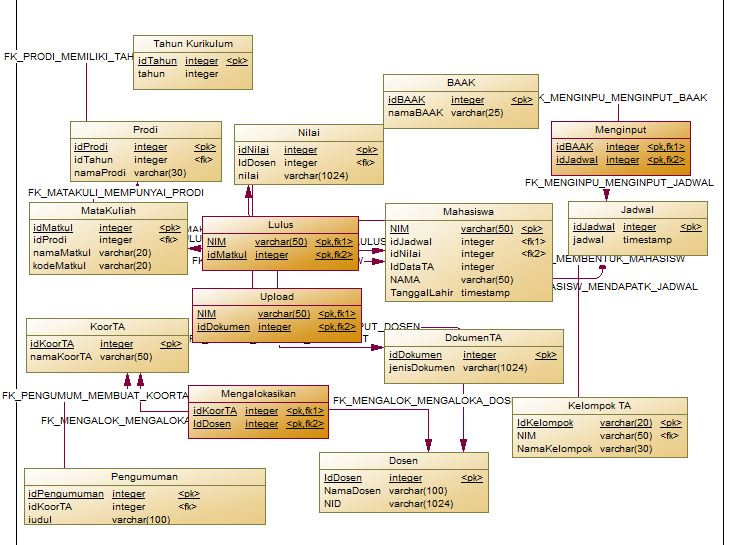 Tahun Kurikulum
idTahun integer <pk>
tahun integer
FK_PRODI_MEMILIKI_TAH
BAAK
idBAAK integer <pk>
namaBAAK varchar(25)
K_MENGINPU_MENGINPUT_BAAK
Prodi
idProdi integer <pk>
idTahun integer <fk>
namaProdi varchar(30)
Nilai
idNilai integer <pk>
IdDosen integer <fk>
nilai varchar(1024)
Menginput
idBAAK integer <pk,fk1>
idJadwal integer <pk,fk2>
FK_MATAKULI_MEMPUNYAI_PRODI
FK_MENGINPU_MENGINPUT_JADWAL
MataKuliah
idMatkul integer <pk>
idProdi integer <fk>
namaMatkul varchar(20)
kodeMatkul varchar(20)
Lulus
NIM varchar(50) <pk,fk1>
idMatkul integer <pk,fk2>
Mahasiswa
NIM varchar(50) <pk>
idJadwal integer <fk1>
idNilai integer <fk2>
IdDataTA integer
NAMA varchar(50)
TanggalLahir timestamp
Jadwal
idJadwal integer <pk>
jadwal timestamp
_MEMBENTUK_MAHASISW
ASISW_MENDAPATK_JADWAL
Upload
NIM varchar(50) <pk,fk1>
idDokumen integer <pk,fk2>
PUT_DOSEN
KoorTA
idKoorTA integer <pk>
namaKoorTA varchar(50)
DokumenTA
idDokumen integer <pk>
jenisDokumen varchar(1024)
FK_PENGUMUM_MEMBUAT_KOORTA
Mengalokasikan
idKoorTA integer <pk,fk1>
IdDosen integer <pk,fk2>
FK_MENGALOK_MENGALOKA_DOS
FK_MENGALOK_MENGALOKA
Kelompok TA
IdKelompok varchar(20) <pk>
NIM varchar(50) <fk>
NamaKelompok varchar(30)
Dosen
IdDosen integer <pk>
NamaDosen varchar(100)
NID varchar(1024)
Pengumuman
idPengumuman integer <pk>
idKoorTA integer <fk>
iudul varchar(100)